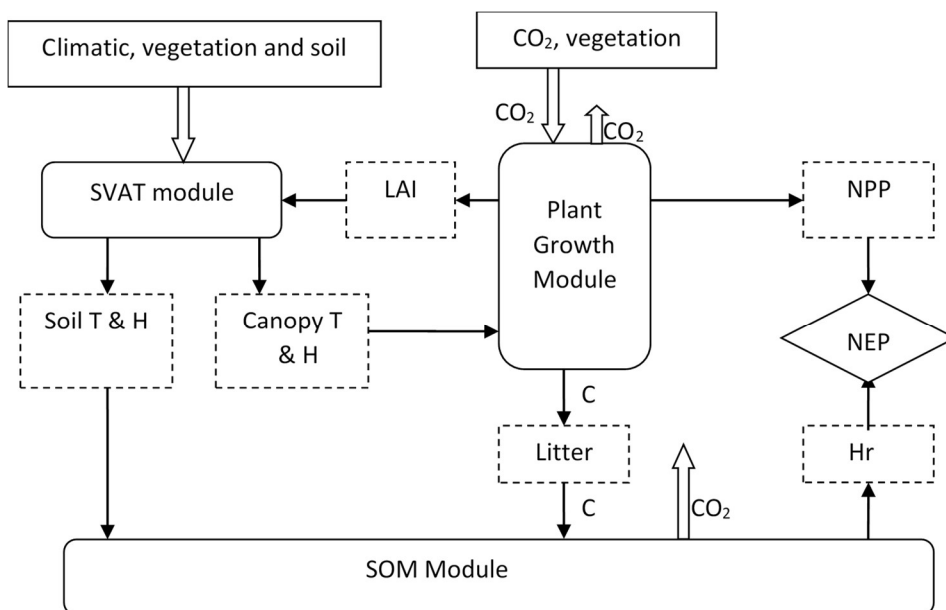 Climatic, vegetation and soil
CO₂, vegetation
CO₂
CO₂
SVAT module
LAI
Plant
Growth
Module
NPP
Soil T & H
Canopy T
& H
NEP
C
Litter
Hr
C
CO₂
SOM Module